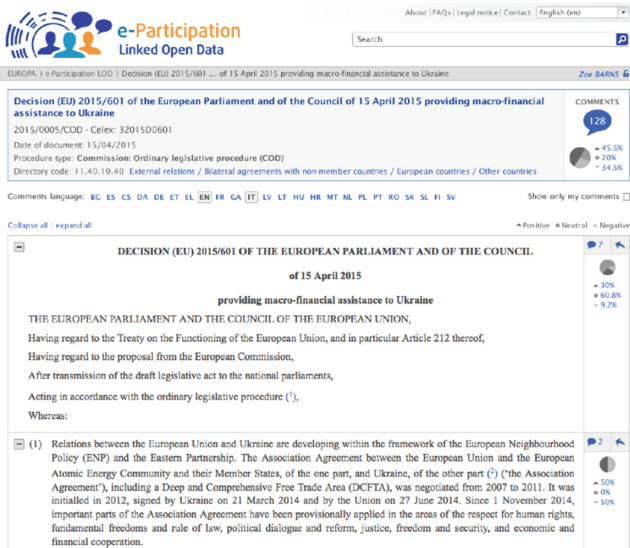 About | FAQs | Legal notice | Contact English (en)
e-Participation
Linked Open Data
Search
EUROPA > e-Participation LOD > Decision (EU) 2015/601 ... of 15 April 2015 providing macro-financial assistance to Ukraine
Zoe BARNS
Decision (EU) 2015/601 of the European Parliament and of the Council of 15 April 2015 providing macro-financial
assistance to Ukraine
2015/0005/COD - Celex: 32015D0601
Date of document: 15/04/2015
Procedure type: Commission: Ordinary legislative procedure (COD)
Directory code: 11.40.10.40 External relations / Bilateral agreements with non-member countries / European countries / Other countries
COMMENTS
128
45.5%
20%
34.5%
Comments language: BG ES CS DA DE ET EL EN FR GA IT LV LT HU HR MT NL PL PT RO SK SL FI SV
Show only my comments
Collapse all | expand all
Positive Neutral Negative
DECISION (EU) 2015/601 OF THE EUROPEAN PARLIAMENT AND OF THE COUNCIL
of 15 April 2015
providing macro-financial assistance to Ukraine
THE EUROPEAN PARLIAMENT AND THE COUNCIL OF THE EUROPEAN UNION,
Having regard to the Treaty on the Functioning of the European Union, and in particular Article 212 thereof,
Having regard to the proposal from the European Commission,
After transmission of the draft legislative act to the national parliaments,
Acting in accordance with the ordinary legislative procedure (1),
Whereas:
7
30%
60.8%
9.2%
(1) Relations between the European Union and Ukraine are developing within the framework of the European Neighbourhood
Policy (ENP) and the Eastern Partnership. The Association Agreement between the European Union and the European
Atomic Energy Community and their Member States, of the one part, and Ukraine, of the other part (2) ('the Association
Agreement'), including a Deep and Comprehensive Free Trade Area (DCFTA), was negotiated from 2007 to 2011. It was
initialled in 2012, signed by Ukraine on 21 March 2014 and by the Union on 27 June 2014. Since 1 November 2014,
important parts of the Association Agreement have been provisionally applied in the areas of the respect for human rights,
fundamental freedoms and rule of law, political dialogue and reform, justice, freedom and security, and economic and
financial cooperation.
2
50%
0%
50%